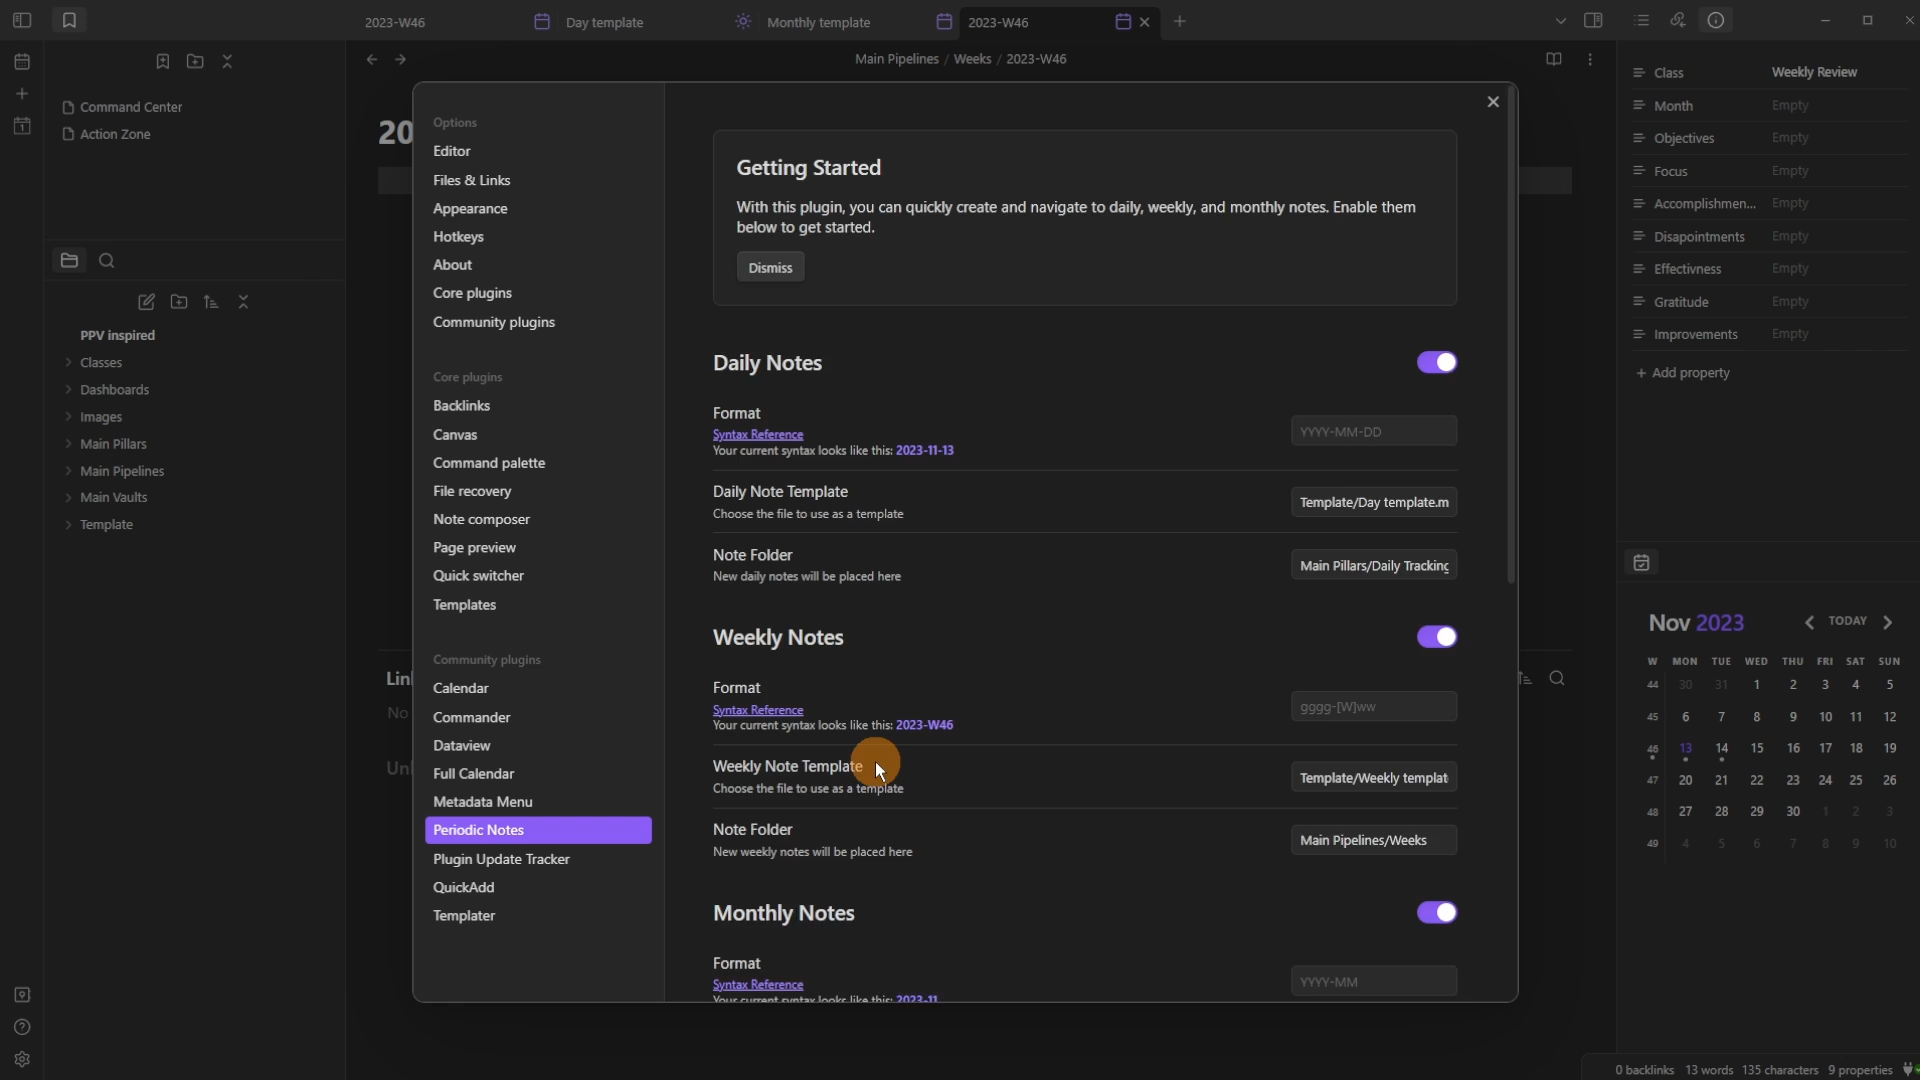 2023-W46
Day template
Monthly template
2023-W46
Main Pipelines / Weeks / 2023-W46
Command Center
Action Zone
PPV inspired
Classes
Dashboards
Images
Main Pillars
Main Pipelines
Main Vaults
Template
20
Options
Editor
Files & Links
Appearance
Hotkeys
About
Core plugins
Community plugins
Core plugins
Backlinks
Canvas
Command palette
File recovery
Note composer
Page preview
Quick switcher
Templates
Community plugins
Calendar
Commander
Dataview
Full Calendar
Metadata Menu
Periodic Notes
Plugin Update Tracker
QuickAdd
Templater
Getting Started
With this plugin, you can quickly create and navigate to daily, weekly, and monthly notes. Enable them
below to get started.
Dismiss
Daily Notes
Format
Syntax Reference
Your current syntax looks like this: 2023-11-13
YYYY-MM-DD
Daily Note Template
Choose the file to use as a template
Template/Day template.m
Note Folder
New daily notes will be placed here
Main Pillars/Daily Tracking
Weekly Notes
Format
Syntax Reference
Your current syntax looks like this: 2023-W46
gggg-[W]ww
Weekly Note Template
Choose the file to use as a template
Template/Weekly templat
Note Folder
New weekly notes will be placed here
Main Pipelines/Weeks
Monthly Notes
Format
Syntax Reference
Your current syntax looks like this: 2023-11
YYYY-MM
Lin
No
Unl
Class Weekly Review
Month Empty
Objectives Empty
Focus Empty
Accomplishmen... Empty
Disapointments Empty
Effectivness Empty
Gratitude Empty
Improvements Empty
+ Add property
Nov 2023 TODAY
W MON TUE WED THU FRI SAT SUN
44 30 31 1 2 3 4 5
45 6 7 8 9 10 11 12
46 13 14 15 16 17 18 19
47 20 21 22 23 24 25 26
48 27 28 29 30 1 2 3
49 4 5 6 7 8 9 10
0 backlinks 13 words 135 characters 9 properties